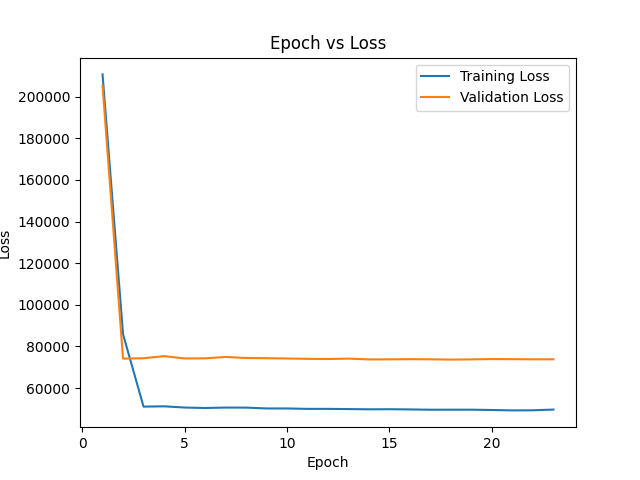 Epoch vs Loss
Training Loss
Validation Loss
200000
180000
160000
140000
120000
100000
80000
60000
Loss
0 5 10 15 20
Epoch